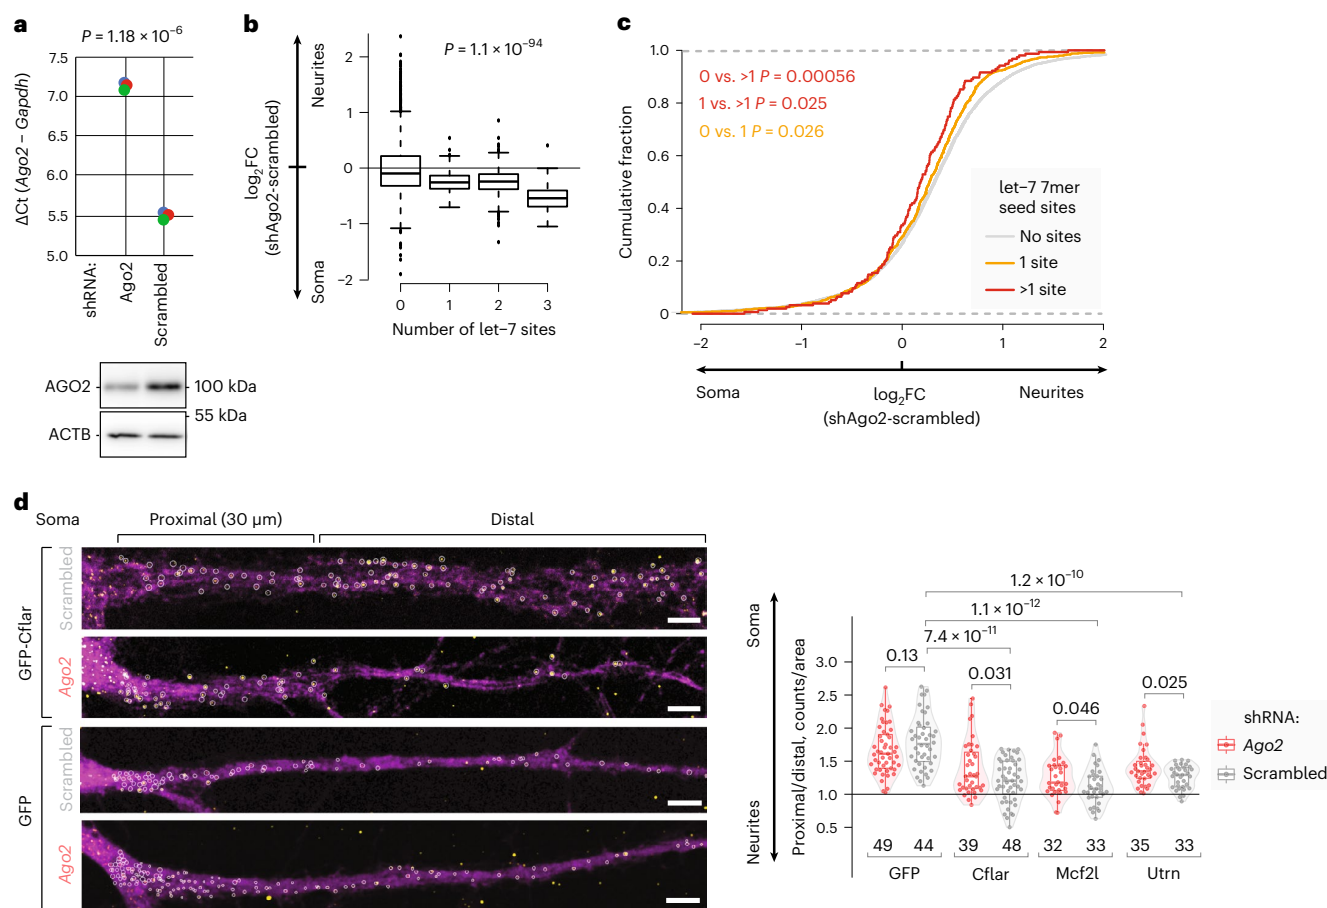 a
P = 1.18 × 10⁻⁶
ΔCt (Ago2 – Gapdh)
7.5
7.0
6.5
6.0
5.5
5.0
shRNA:
Ago2
Scrambled
AGO2
100 kDa
55 kDa
ACTB
b
P = 1.1 × 10⁻⁹⁴
Neurites
log₂FC
(shAgo2-scrambled)
Soma
2
1
0
−1
−2
0
1
2
3
Number of let–7 sites
c
0 vs. >1 P = 0.00056
1 vs. >1 P = 0.025
0 vs. 1 P = 0.026
Cumulative fraction
1.0
0.8
0.6
0.4
0.2
0
let–7 7mer
seed sites
No sites
1 site
>1 site
−2
−1
0
1
2
Soma
log₂FC
(shAgo2-scrambled)
Neurites
d
Soma
Proximal (30 µm)
Distal
GFP-Cflar
Scrambled
Ago2
GFP
Scrambled
Ago2
Soma
Neurites
Proximal/distal, counts/area
3.0
2.5
2.0
1.5
1.0
0.5
1.2 × 10⁻¹⁰
1.1 × 10⁻¹²
7.4 × 10⁻¹¹
0.13
0.031
0.046
0.025
49
44
39
48
32
33
35
33
GFP
Cflar
Mcf2l
Utrn
shRNA:
Ago2
Scrambled